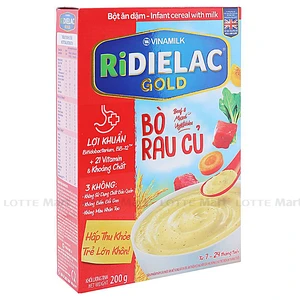 Bột ăn dặm - Infant cereal with milk
VINAMILK
RiDIELAC
GOLD
BÒ
RAU CỦ
Beef & Mixed
Vegetables
LỢI KHUẨN
Bifidobacterium, BB-12™
+ 21 Vitamin
& Khoáng Chất
3 KHÔNG:
Hấp Thu Khỏe
Trẻ Lớn Khôn!
200g
LOTTE Mart